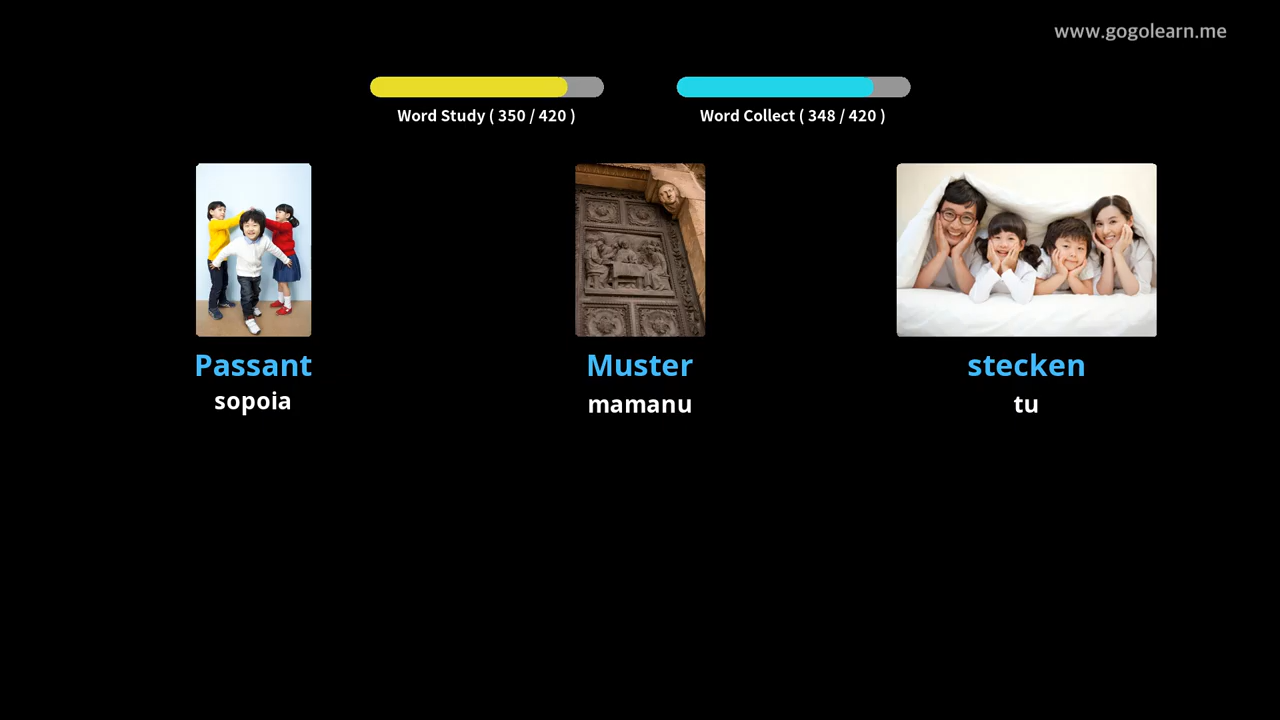 www.gogolearn.me
Word Study ( 350 / 420 )
Word Collect ( 348 / 420 )
Passant
sopoia
Muster
mamanu
stecken
tu